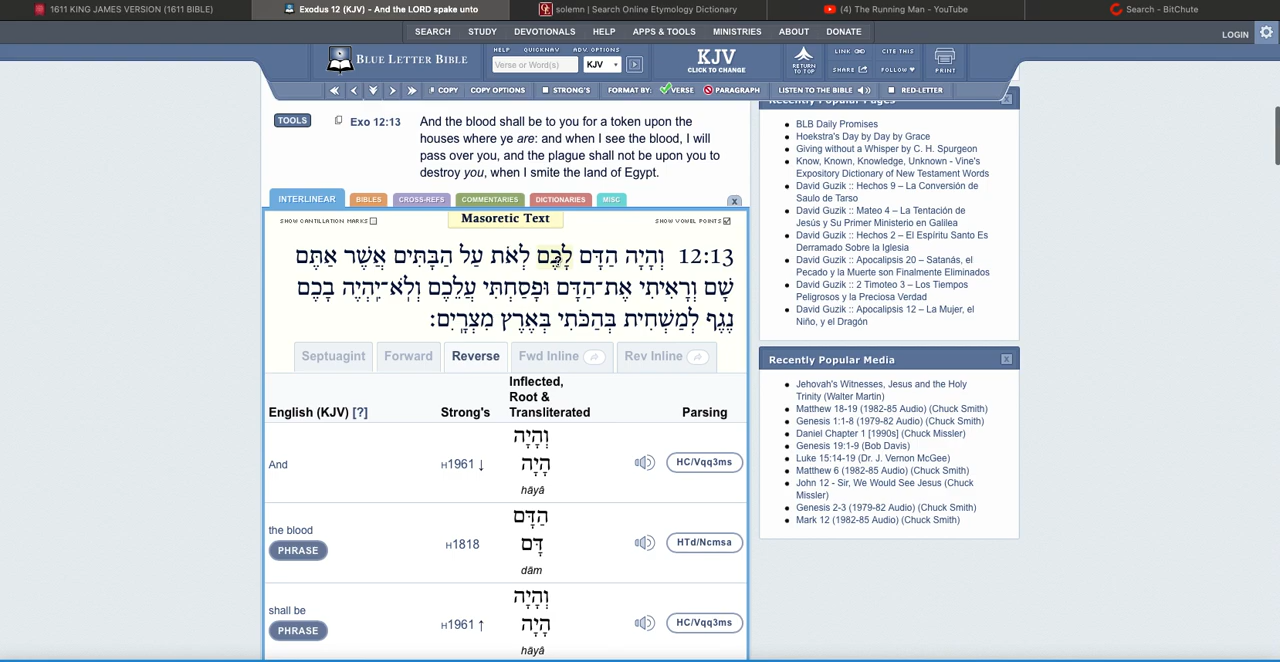 1611 KING JAMES VERSION (1611 BIBLE)
Exodus 12 (KJV) - And the LORD spake unto
solemn | Search Online Etymology Dictionary
(4) The Running Man - YouTube
Search - BitChute
SEARCH STUDY DEVOTIONALS HELP APPS & TOOLS MINISTRIES ABOUT DONATE
LOGIN
BLUE LETTER BIBLE
HELP QUICKNAV ADV. OPTIONS
Verse or Word(s) KJV
KJV
CLICK TO CHANGE
RETURN TO TOP
LINK CITE THIS
SHARE FOLLOW
PRINT
COPY COPY OPTIONS STRONG'S FORMAT BY: VERSE PARAGRAPH LISTEN TO THE BIBLE RED-LETTER
TOOLS
Exo 12:13
And the blood shall be to you for a token upon the
houses where ye are: and when I see the blood, I will
pass over you, and the plague shall not be upon you to
destroy you, when I smite the land of Egypt.
INTERLINEAR BIBLES CROSS-REFS COMMENTARIES DICTIONARIES MISC X
SHOW CANTILLATION MARKS
Masoretic Text
SHOW VOWEL POINTS
12:13 וְהָיָה הַדָּם לָכֶם לְאֹת עַל הַבָּתִּים אֲשֶׁר אַתֶּם
שָׁם וְרָאִיתִי אֶת־הַדָּם וּפָסַחְתִּי עֲלֵכֶם וְלֹא־יִהְיֶה בָכֶם
נֶגֶף לְמַשְׁחִית בְּהַכֹּתִי בְּאֶרֶץ מִצְרָיִם׃
Septuagint Forward Reverse Fwd Inline Rev Inline
English (KJV) [?]
Strong's
Inflected,
Root &
Transliterated
Parsing
And
H1961 ↓
וְהָיָה
הָיָה
hāyâ
HC/Vqq3ms
the blood
PHRASE
H1818
הַדָּם
דָּם
dām
HTd/Ncmsa
shall be
PHRASE
H1961 ↑
וְהָיָה
הָיָה
hāyâ
HC/Vqq3ms
Recently Popular Pages
BLB Daily Promises
Hoekstra's Day by Day by Grace
Giving without a Whisper by C. H. Spurgeon
Know, Known, Knowledge, Unknown - Vine's
Expository Dictionary of New Testament Words
David Guzik :: Hechos 9 – La Conversión de
Saulo de Tarso
David Guzik :: Mateo 4 – La Tentación de
Jesús y Su Primer Ministerio en Galilea
David Guzik :: Hechos 2 – El Espíritu Santo Es
Derramado Sobre la Iglesia
David Guzik :: Apocalipsis 20 – Satanás, el
Pecado y la Muerte son Finalmente Eliminados
David Guzik :: 2 Timoteo 3 – Los Tiempos
Peligrosos y la Preciosa Verdad
David Guzik :: Apocalipsis 12 – La Mujer, el
Niño, y el Dragón
Recently Popular Media
Jehovah's Witnesses, Jesus and the Holy
Trinity (Walter Martin)
Matthew 18-19 (1982-85 Audio) (Chuck Smith)
Genesis 1:1-8 (1979-82 Audio) (Chuck Smith)
Daniel Chapter 1 [1990s] (Chuck Missler)
Genesis 19:1-9 (Bob Davis)
Luke 15:14-19 (Dr. J. Vernon McGee)
Matthew 6 (1982-85 Audio) (Chuck Smith)
John 12 - Sir, We Would See Jesus (Chuck
Missler)
Genesis 2-3 (1979-82 Audio) (Chuck Smith)
Mark 12 (1982-85 Audio) (Chuck Smith)